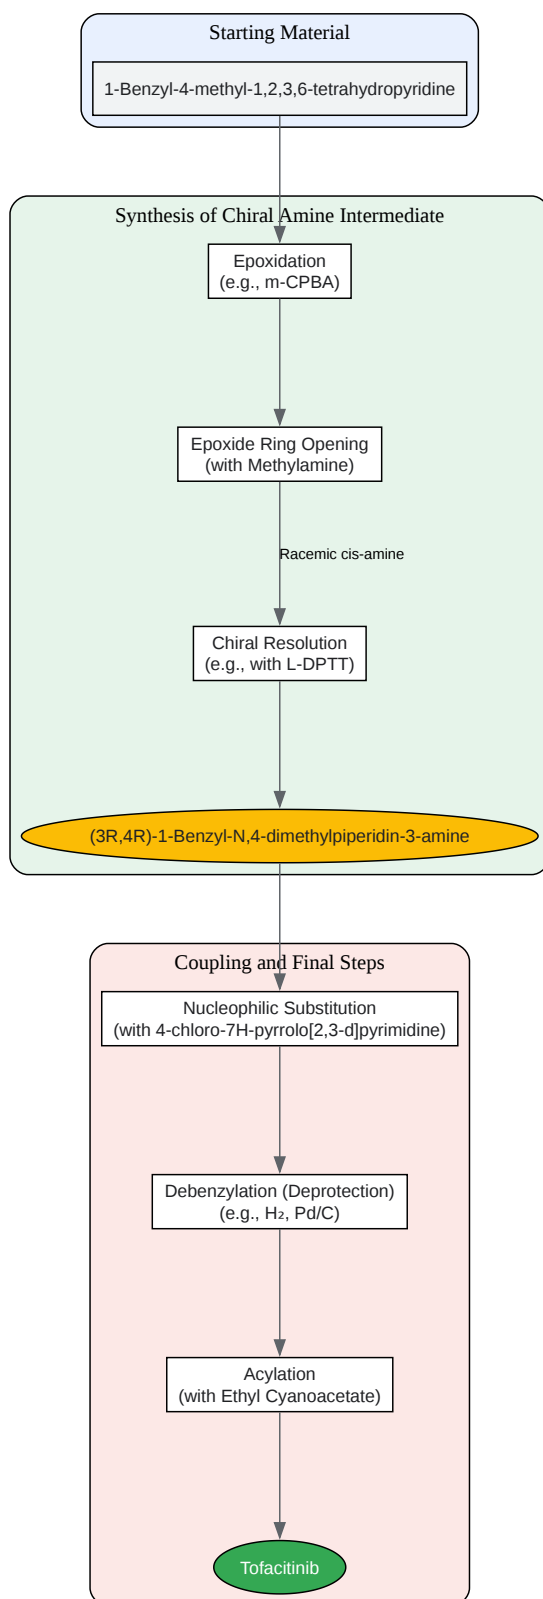 Starting Material
1-Benzyl-4-methyl-1,2,3,6-tetrahydropyridine
Synthesis of Chiral Amine Intermediate
Epoxidation
(e.g., m-CPBA)
Epoxide Ring Opening
(with Methylamine)
Racemic cis-amine
Chiral Resolution
(e.g., with L-DPTT)
(3R,4R)-1-Benzyl-N,4-dimethylpiperidin-3-amine
Coupling and Final Steps
Nucleophilic Substitution
(with 4-chloro-7H-pyrrolo[2,3-d]pyrimidine)
Debenzylation (Deprotection)
(e.g., H₂, Pd/C)
Acylation
(with Ethyl Cyanoacetate)
Tofacitinib